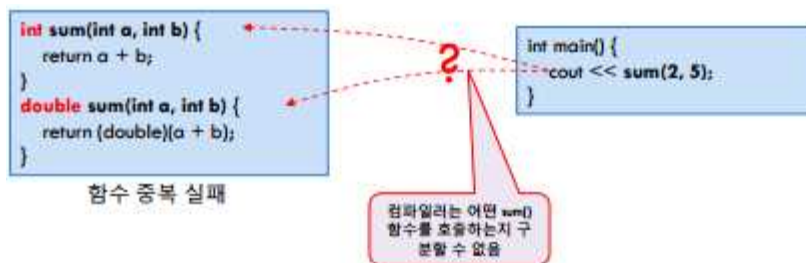 int sum(int a, int b) {
return a + b;
}
double sum(int a, int b) {
return (double)(a + b);
}
함수 중복 실패
?
int main() {
cout << sum(2, 5);
}
컴파일러는 어떤 sum()
함수를 호출하는지 구
분할 수 없음